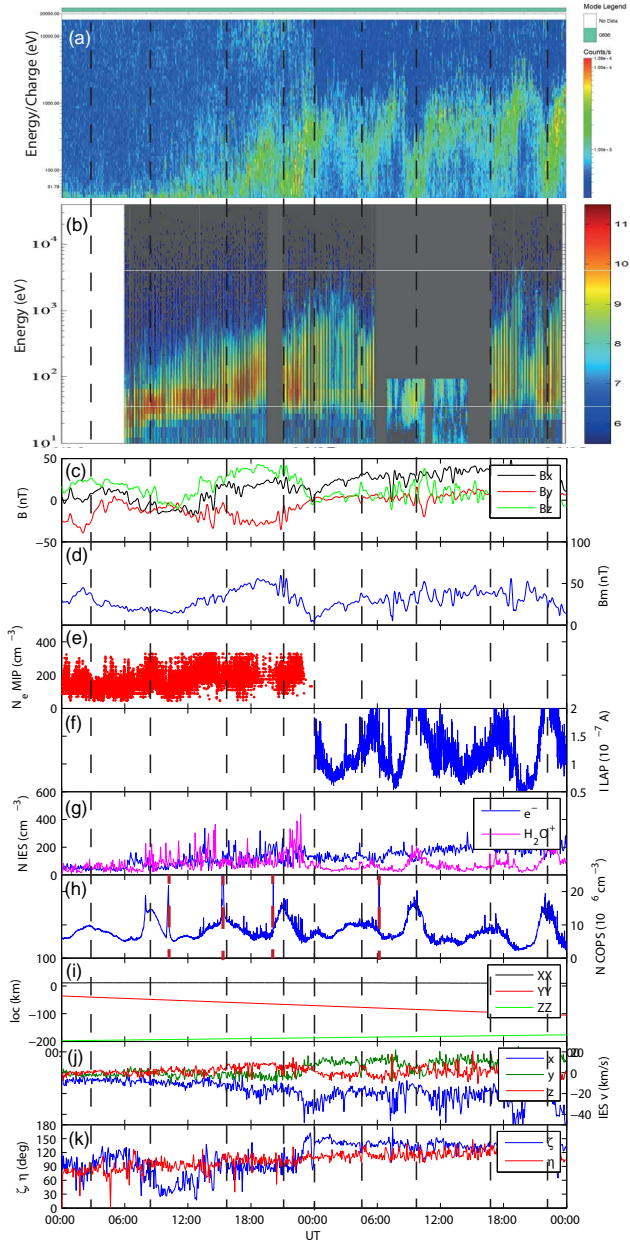 Mode Legend:
No Data
Counts/s
(a)
Energy/Charge (eV)
10000.00
1000.00
100.00
51.79
(b)
Energy (eV)
10⁴
10³
10²
10¹
11
10
9
8
7
6
(c)
B (nT)
50
0
−50
Bx
By
Bz
(d)
Bm (nT)
100
50
0
(e)
N_e MIP (cm⁻³)
400
200
0
(f)
I LAP (10⁻⁷ A)
2
1.5
1
0.5
(g)
N IES (cm⁻³)
600
400
200
0
e⁻
H₂O⁺
(h)
N COPS (10⁶ cm⁻³)
20
10
0
(i)
loc (km)
100
0
−100
−200
XX
YY
ZZ
(j)
IES v (km/s)
20
0
−20
−40
x
y
z
(k)
ζ, η (deg)
180
150
120
90
60
30
0
ζ
η
00:00 06:00 12:00 18:00 00:00 06:00 12:00 18:00 00:00
UT